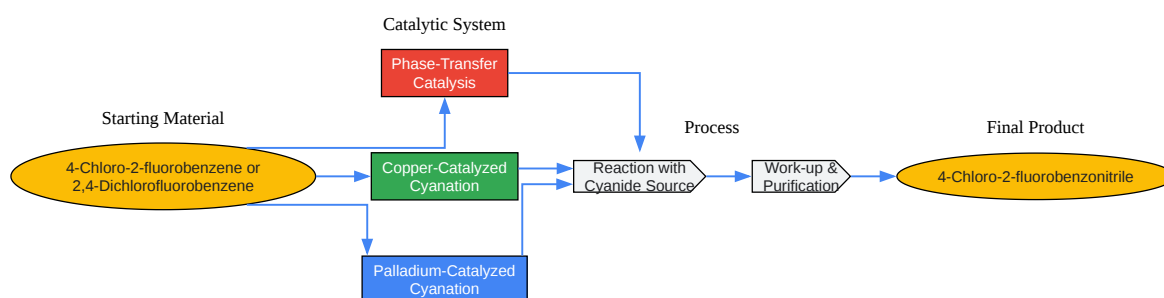 Catalytic System
Phase-Transfer
Catalysis
Starting Material
Process
Final Product
4-Chloro-2-fluorobenzene or
2,4-Dichlorofluorobenzene
Copper-Catalyzed
Cyanation
Reaction with
Cyanide Source
Work-up &
Purification
4-Chloro-2-fluorobenzonitrile
Palladium-Catalyzed
Cyanation